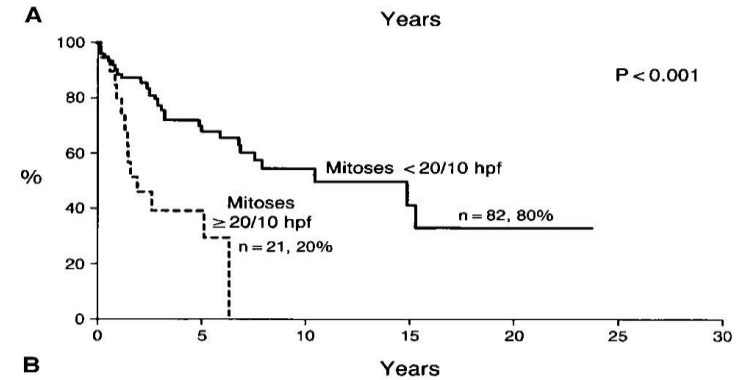 A
Years
100
P < 0.001
80
60
Mitoses < 20/10 hpf
%
Mitoses
≥ 20/10 hpf
40
n = 82, 80%
n = 21, 20%
20
0
0 5 10 15 20 25 30
B
Years